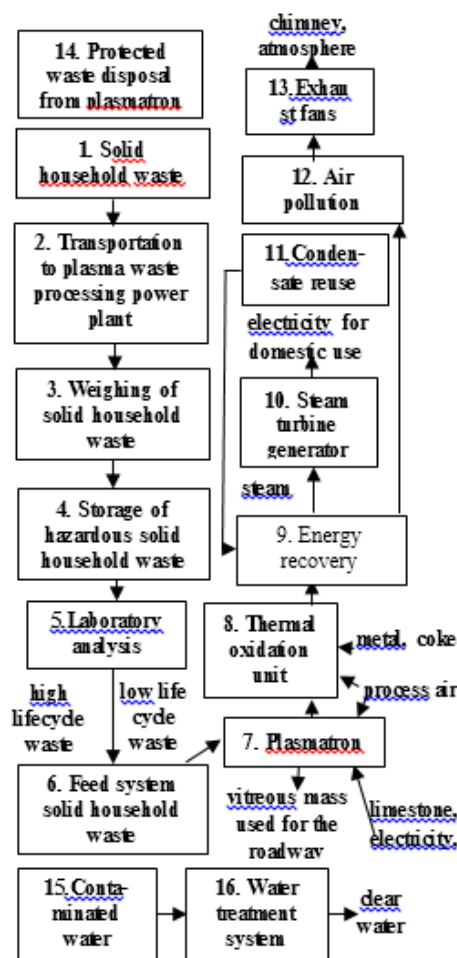 14. Protected
waste disposal
from plasmatron
1. Solid
household waste
2. Transportation
to plasma waste
processing power
plant
3. Weighing of
solid household
waste
4. Storage of
hazardous solid
household waste
5.Laboratory
analysis
high
lifecycle
waste
low life
cycle
waste
6. Feed system
solid household
waste
15.Conta-
minated
water
16. Water
treatment
system
clear
water
chimney,
atmosphere
13.Exhau
st fans
12. Air
pollution
11.Conden-
sate reuse
electricity for
domestic use
10. Steam
turbine
generator
steam
9. Energy
recovery
8. Thermal
oxidation
unit
metal, coke
process air
7. Plasmatron
vitreous mass
used for the
roadway
limestone,
electricity,